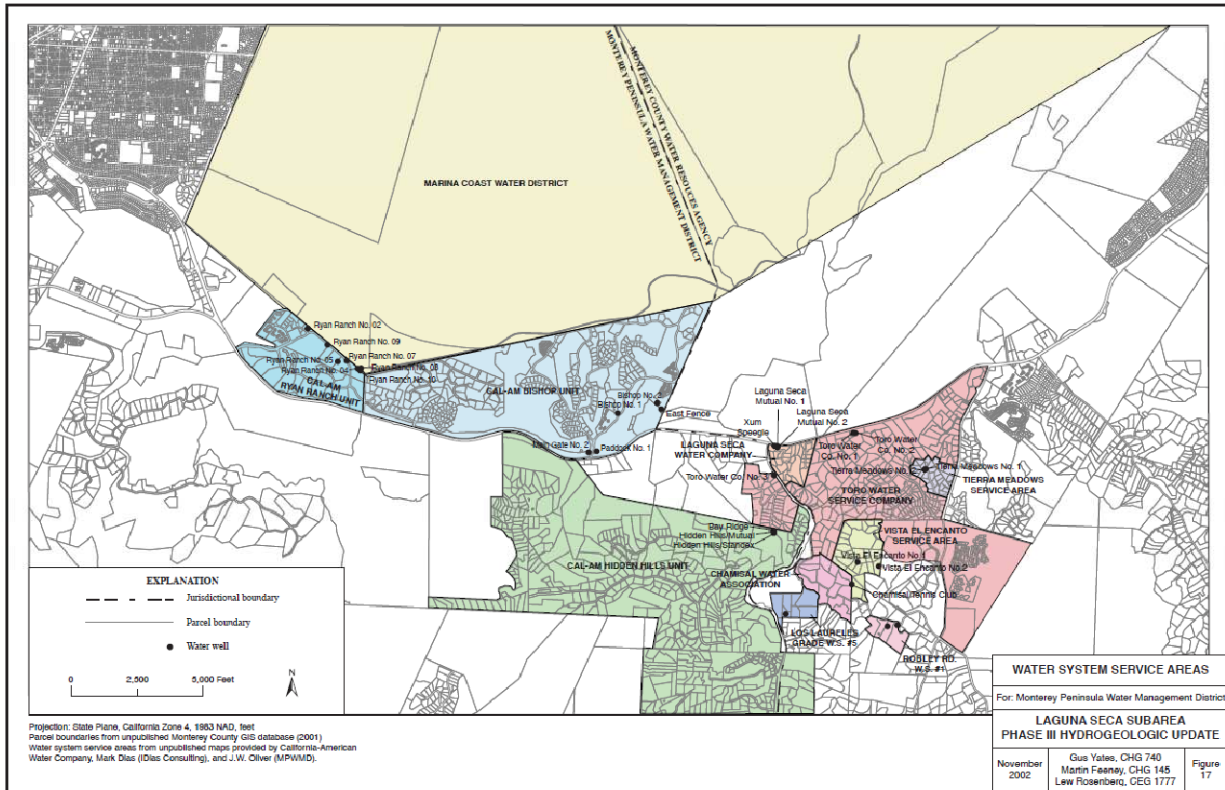 MONTEREY COUNTY WATER RESOUCES AGENCY
MONTEREY PENINSULA WATER MANAGEMENT DISTRICT
MARINA COAST WATER DISTRICT
Ryan Ranch No. 02
Ryan Ranch No. 09
Ryan Ranch No. 07
Ryan Ranch No. 05
Ryan Ranch No. 08
Ryan Ranch No. 04
Ryan Ranch No. 10
CAL-AM
RYAN RANCH UNIT
CAL-AM BISHOP UNIT
Bishop No. 2
Bishop No. 1
East Fence
Main Gate No. 2
Paddock No. 1
Laguna Seca
Mutual No. 1
Laguna Seca
Mutual No. 2
Xum
Speegle
LAGUNA SECA
WATER COMPANY
Toro Water
Co. No. 1
Toro Water
Co. No. 2
Toro Water Co. No. 3
Tierra Meadows No. 1
Tierra Meadows No. 2
TIERRA MEADOWS
SERVICE AREA
TORO WATER
SERVICE COMPANY
Bay Ridge
Hidden Hills/Mutual
Hidden Hills/Standex
VISTA EL ENCANTO
SERVICE AREA
Vista El Encanto No. 1
Vista El Encanto No. 2
CAL-AM HIDDEN HILLS UNIT
CHAMISAL WATER
ASSOCIATION
Chamisal Tennis Club
LOS LAURELES
GRADE W.S. #5
ROBLEY RD.
W.S. #1
EXPLANATION
Jurisdictional boundary
Parcel boundary
Water well
0 2,500 5,000 Feet
N
Projection: State Plane, California Zone 4, 1983 NAD, feet
Parcel boundaries from unpublished Monterey County GIS database (2001)
Water system service areas from unpublished maps provided by California-American
Water Company, Mark Dias (IDias Consulting), and J.W. Oliver (MPWMD).
WATER SYSTEM SERVICE AREAS
For: Monterey Peninsula Water Management District
LAGUNA SECA SUBAREA
PHASE III HYDROGEOLOGIC UPDATE
November
2002
Gus Yates, CHG 740
Martin Feeney, CHG 145
Lew Rosenberg, CEG 1777
Figure
17